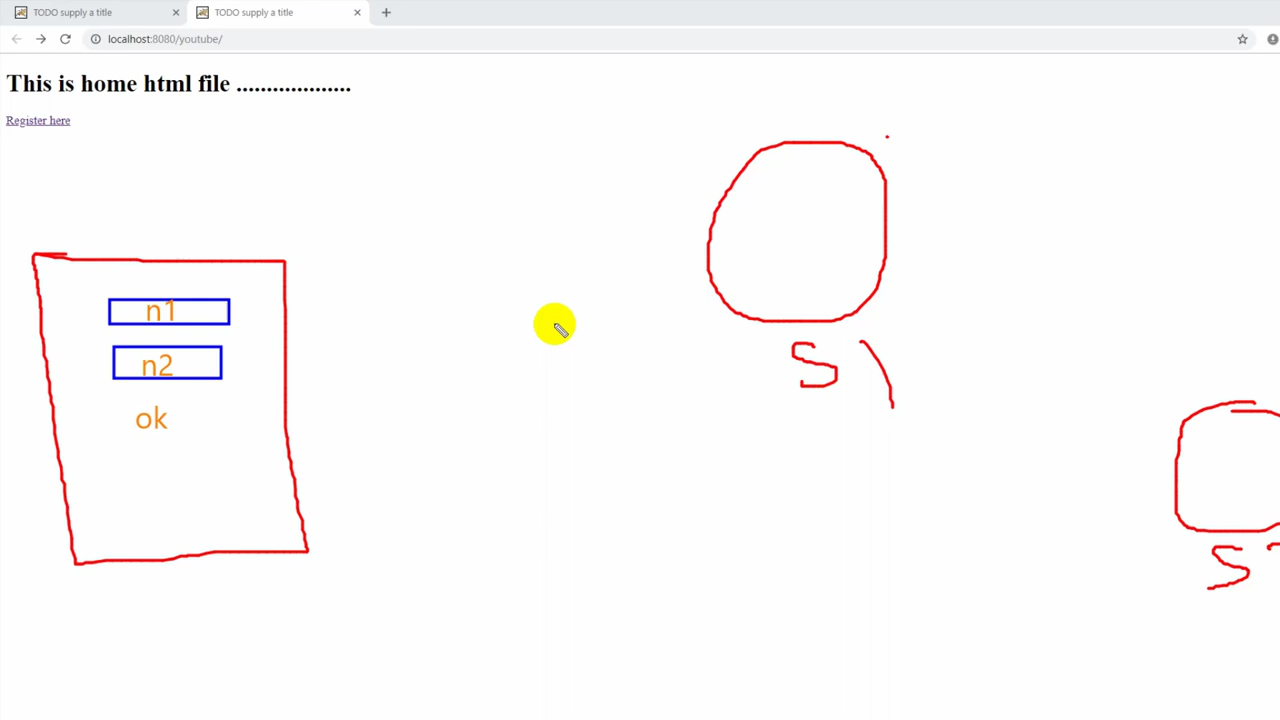 TODO supply a title
TODO supply a title
localhost:8080/youtube/
This is home html file ...................
Register here
n1
n2
ok
S
S